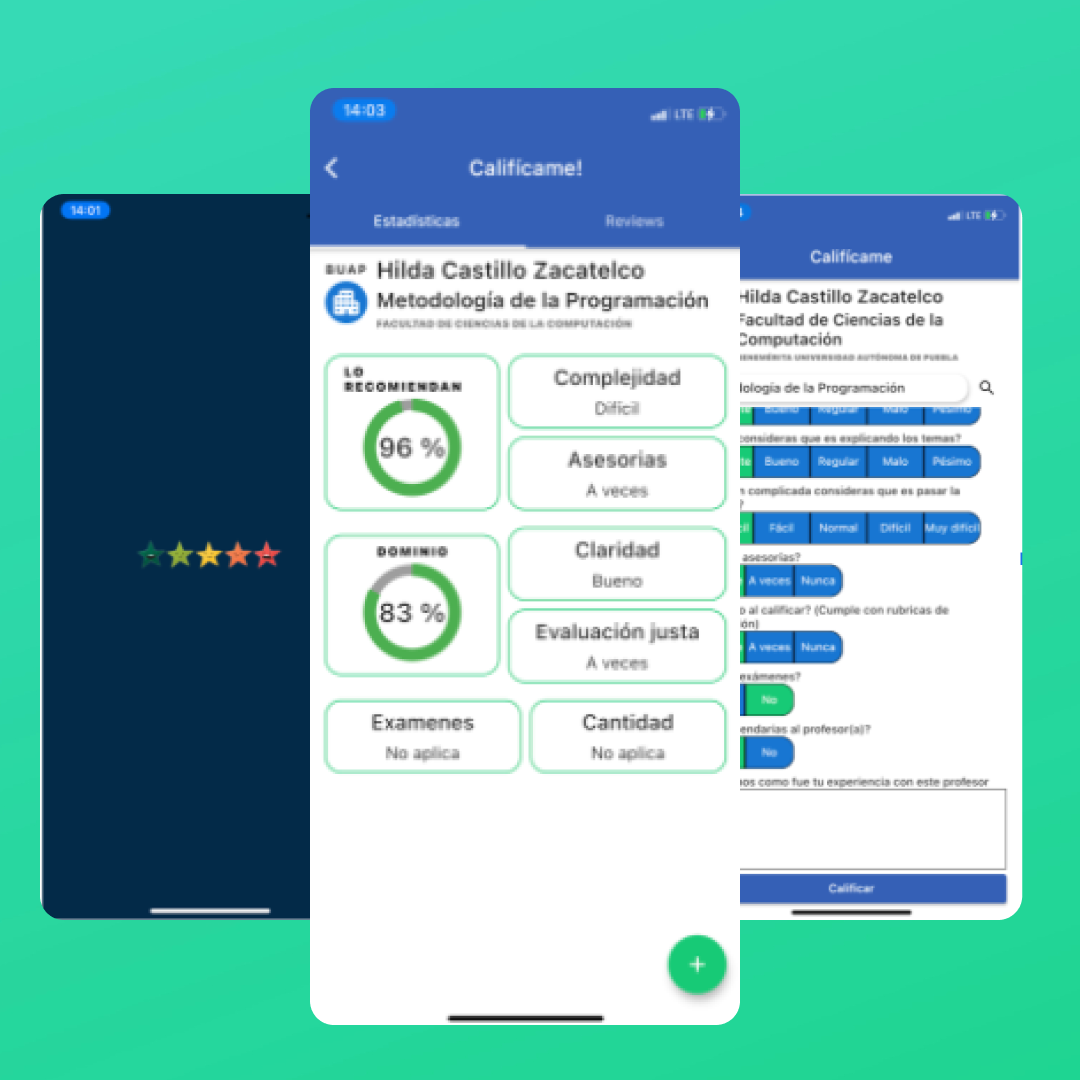 14:01
14:03
LTE
Califícame!
Estadísticas
Reviews
BUAP
Hilda Castillo Zacatelco
Metodología de la Programación
FACULTAD DE CIENCIAS DE LA COMPUTACIÓN
LO RECOMIENDAN
96 %
Complejidad
Difícil
Asesorias
A veces
DOMINIO
83 %
Claridad
Bueno
Evaluación justa
A veces
Examenes
No aplica
Cantidad
No aplica
+
LTE
Califícame
Hilda Castillo Zacatelco
Facultad de Ciencias de la
Computación
BENEMÉRITA UNIVERSIDAD AUTÓNOMA DE PUEBLA
dología de la Programación
Bueno Regular Malo Pésimo
consideras que es explicando los temas?
te Bueno Regular Malo Pésimo
n complicada consideras que es pasar la
?
cil Fácil Normal Difícil Muy difícil
asesorías?
A veces Nunca
o al calificar? (Cumple con rubricas de
ón)
A veces Nunca
exámenes?
No
endarias al profesor(a)?
No
nos como fue tu experiencia con este profesor
Calificar